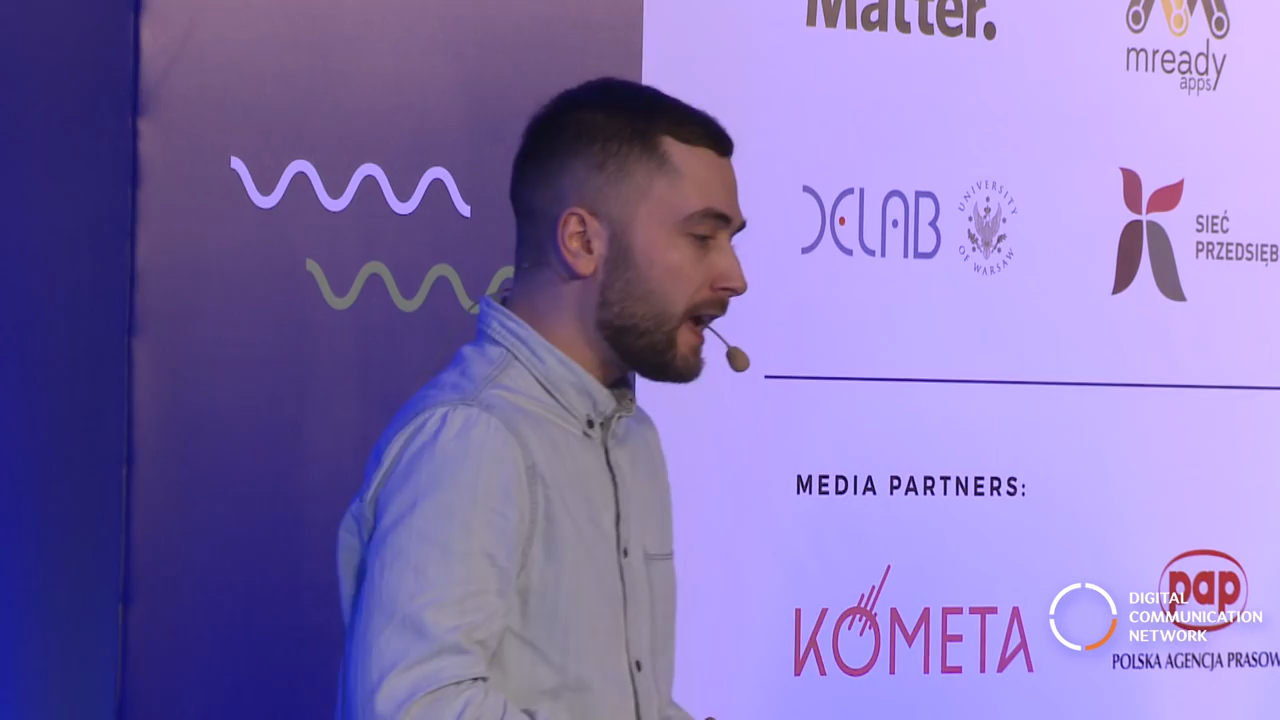 Matter.
mready
apps
DELAB
UNIVERSITY
OF WARSAW
SIEĆ
PRZEDSIĘB
MEDIA PARTNERS:
KOMETA
pap
POLSKA AGENCJA PRASOW
DIGITAL
COMMUNICATION
NETWORK